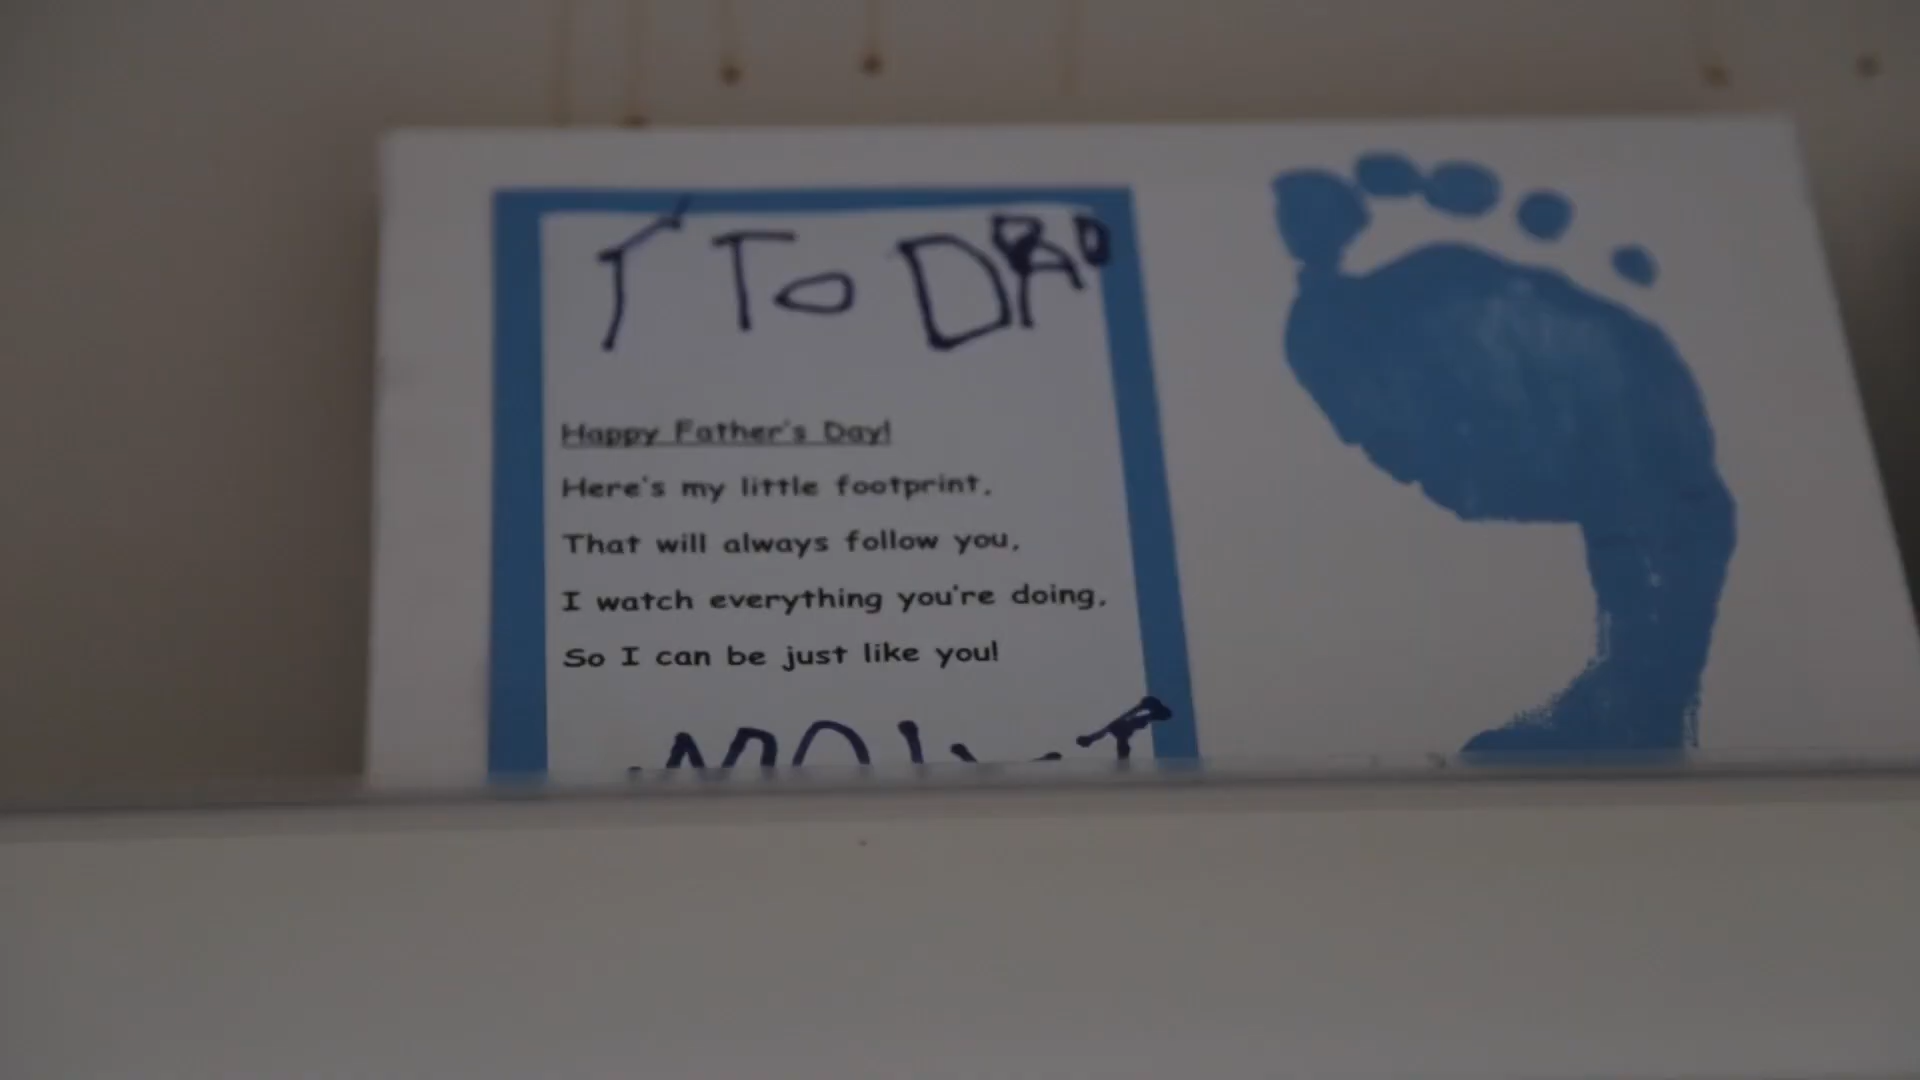 To DAD
Happy Father's Day!
Here's my little footprint,
That will always follow you,
I watch everything you're doing,
So I can be just like you!